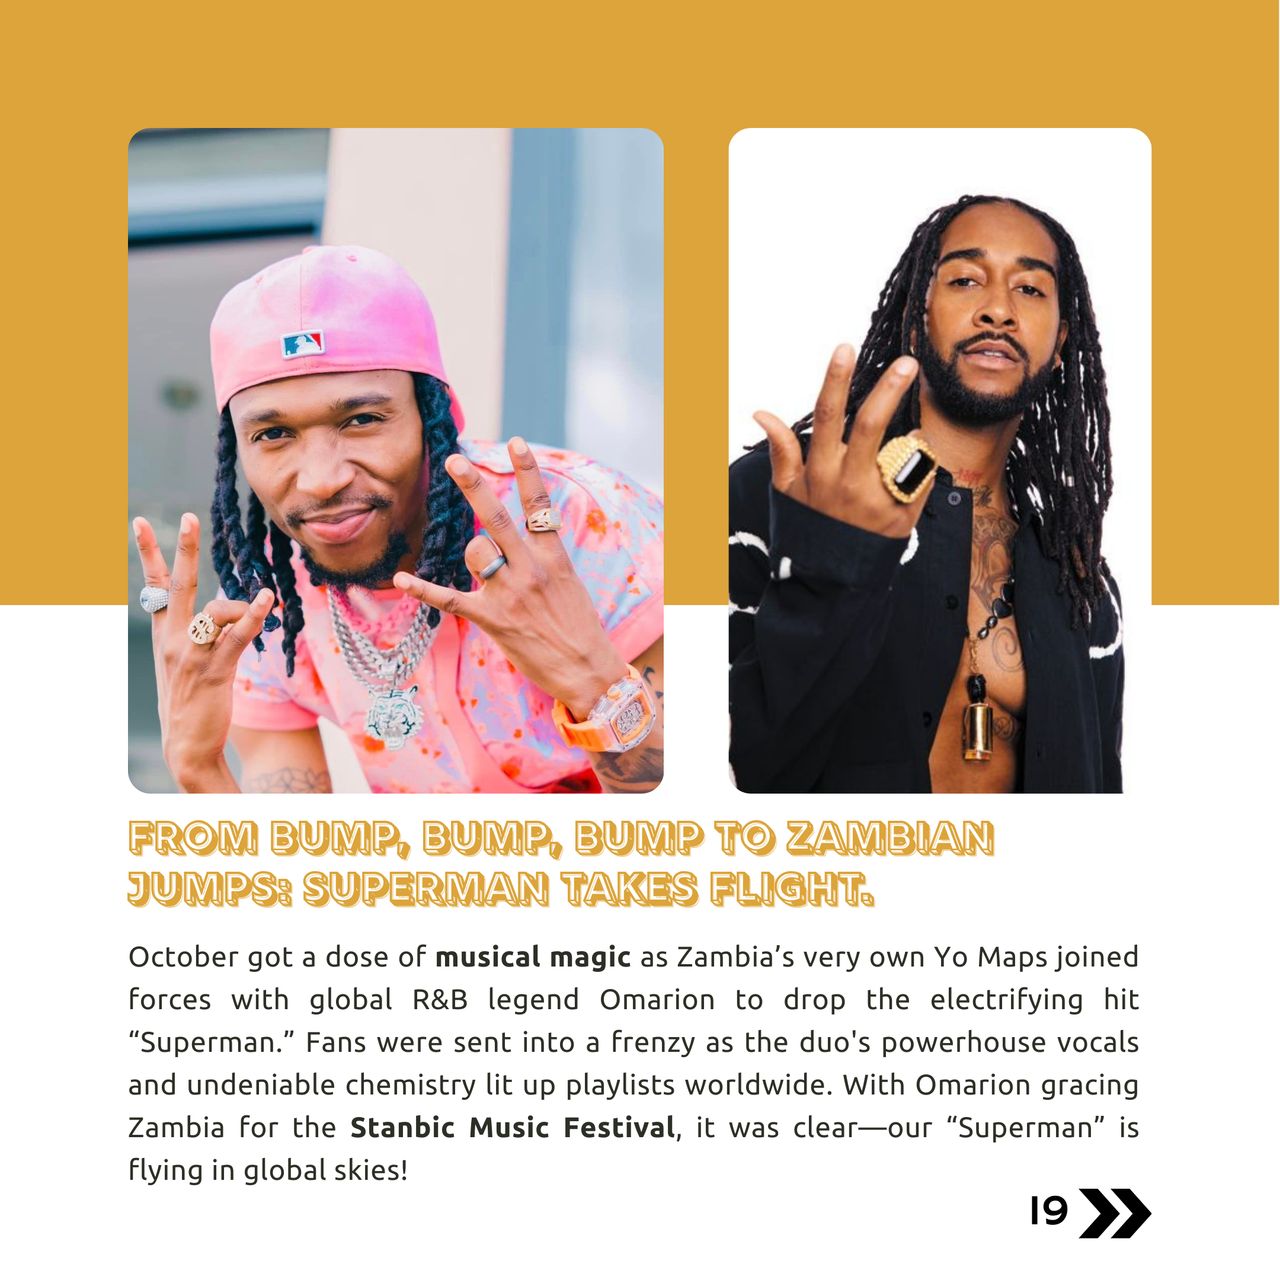 FROM BUMP, BUMP, BUMP TO ZAMBIAN
JUMPS: SUPERMAN TAKES FLIGHT.
October got a dose of musical magic as Zambia’s very own Yo Maps joined
forces with global R&B legend Omarion to drop the electrifying hit
“Superman.” Fans were sent into a frenzy as the duo's powerhouse vocals
and undeniable chemistry lit up playlists worldwide. With Omarion gracing
Zambia for the Stanbic Music Festival, it was clear—our “Superman” is
flying in global skies!
19